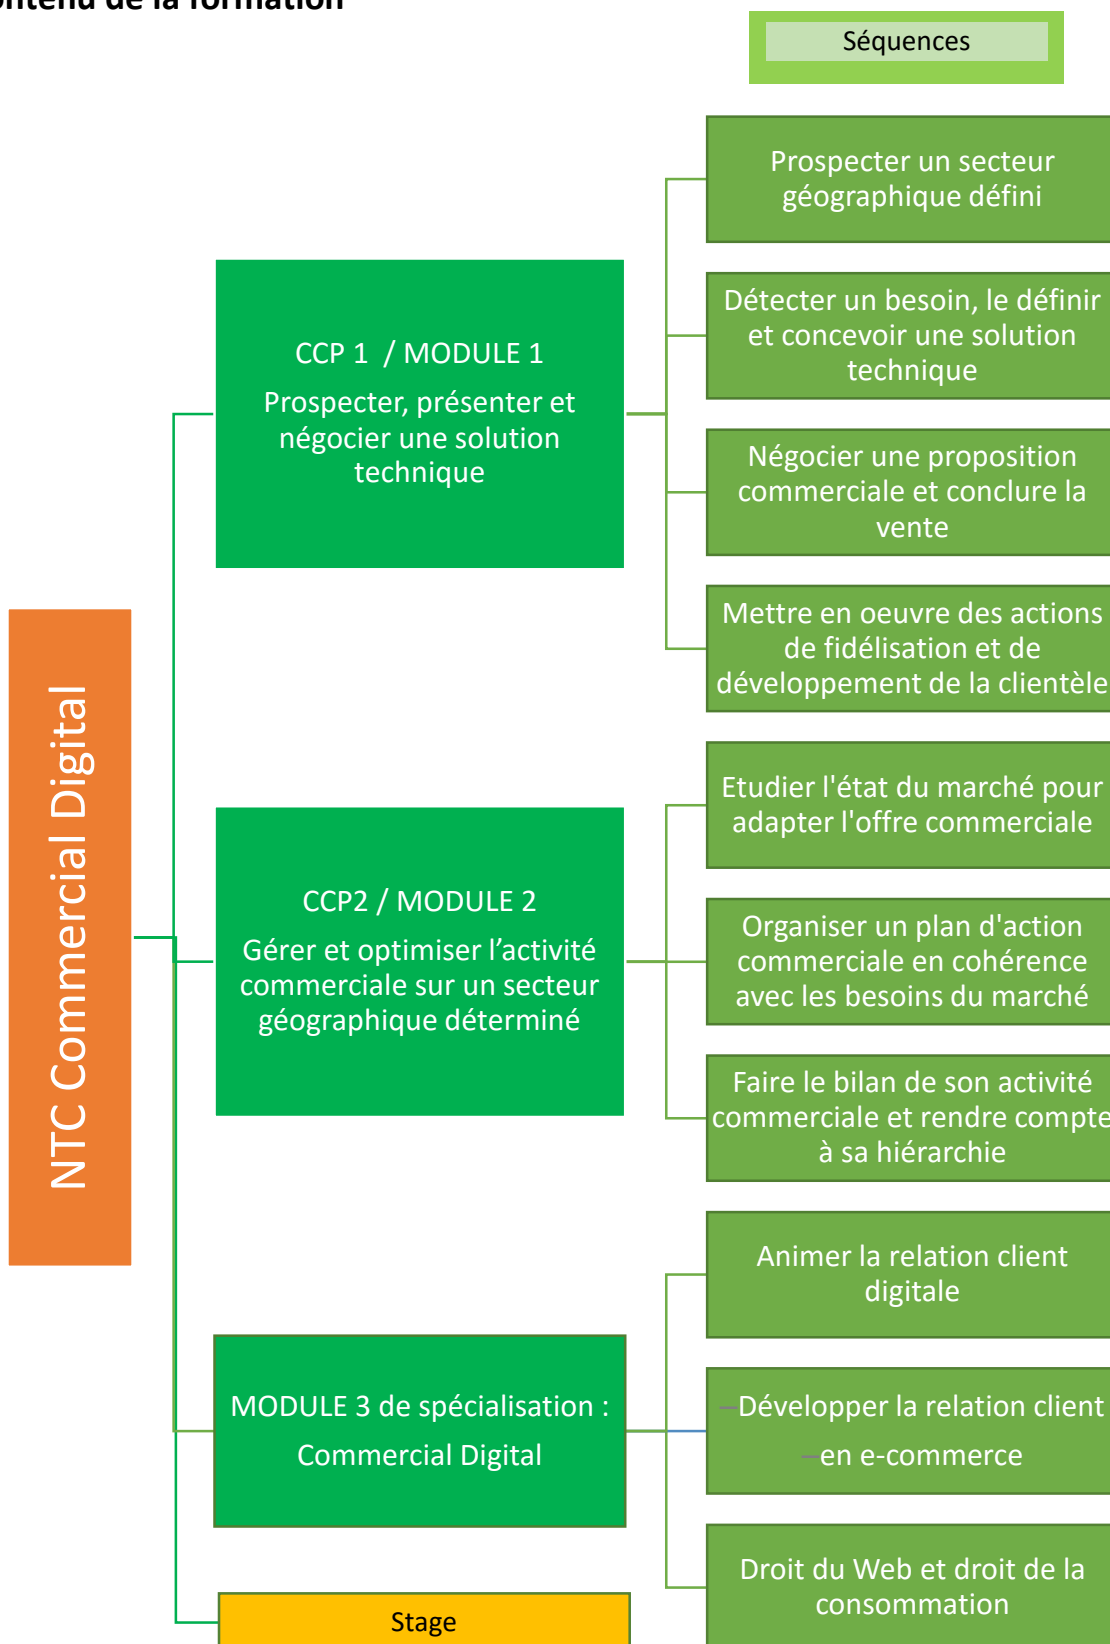 de la formation
Séquences
NTC Commercial Digital
CCP 1 / MODULE 1
Prospecter, présenter et
négocier une solution
technique
Prospecter un secteur
géographique défini
Détecter un besoin, le définir
et concevoir une solution
technique
Négocier une proposition
commerciale et conclure la
vente
Mettre en oeuvre des actions
de fidélisation et de
développement de la clientèle
CCP2 / MODULE 2
Gérer et optimiser l’activité
commerciale sur un secteur
géographique déterminé
Etudier l'état du marché pour
adapter l'offre commerciale
Organiser un plan d'action
commerciale en cohérence
avec les besoins du marché
Faire le bilan de son activité
commerciale et rendre compte
à sa hiérarchie
MODULE 3 de spécialisation :
Commercial Digital
Animer la relation client
digitale
–Développer la relation client
–en e-commerce
Droit du Web et droit de la
consommation
Stage